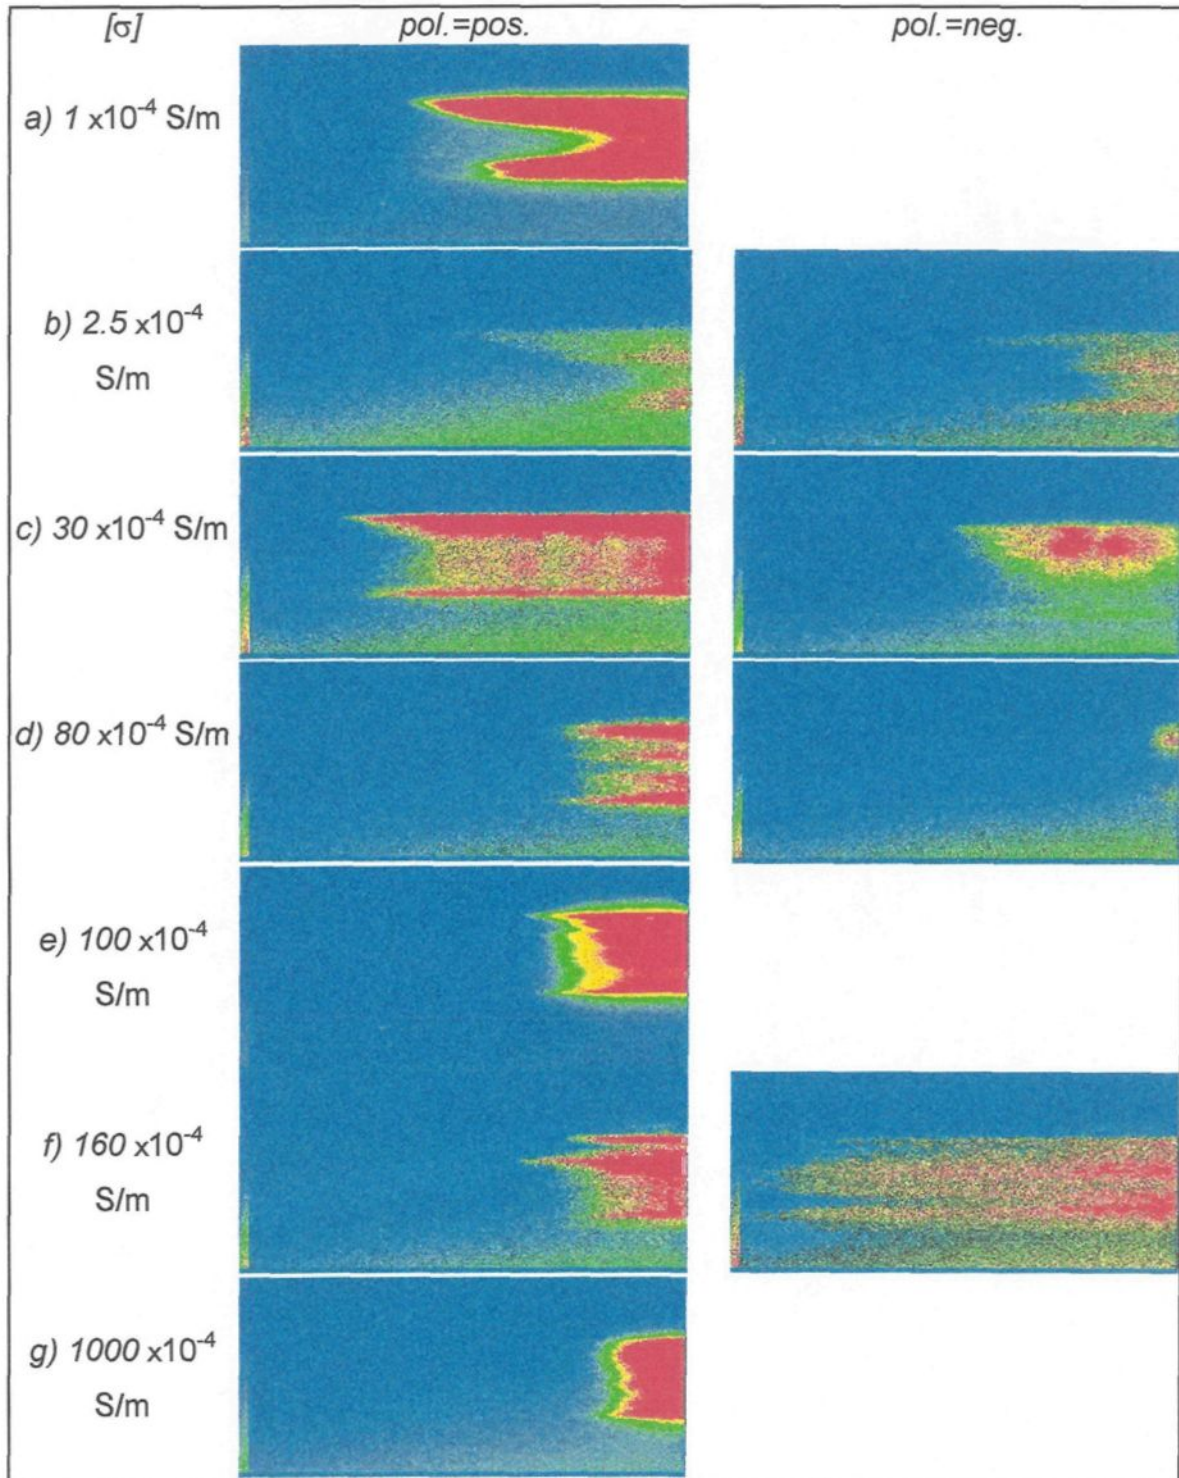 [σ] pol.=pos. pol.=neg.
a) 1 x10⁻⁴ S/m
b) 2.5 x10⁻⁴
S/m
c) 30 x10⁻⁴ S/m
d) 80 x10⁻⁴ S/m
e) 100 x10⁻⁴
S/m
f) 160 x10⁻⁴
S/m
g) 1000 x10⁻⁴
S/m